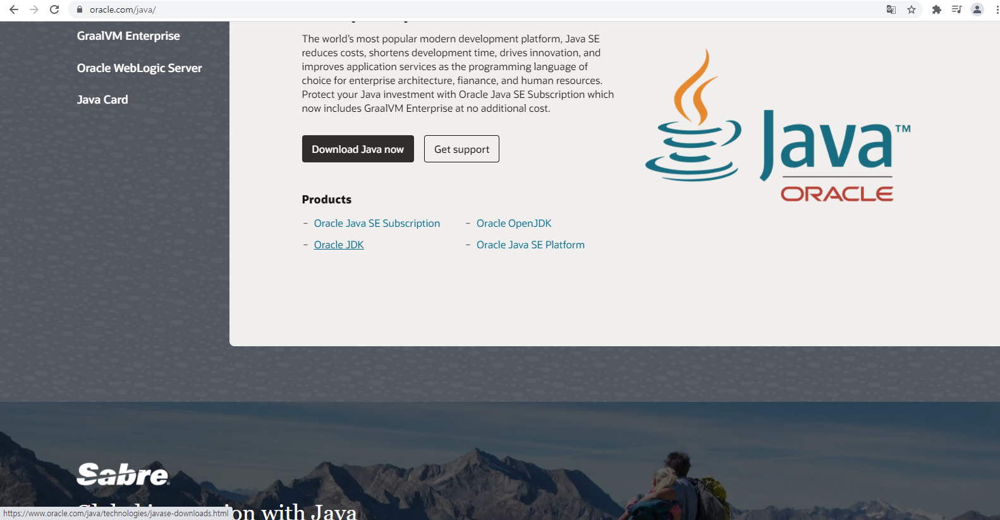 oracle.com/java/
GraalVM Enterprise
Oracle WebLogic Server
Java Card
The world's most popular modern development platform, Java SE
reduces costs, shortens development time, drives innovation, and
improves application services as the programming language of
choice for enterprise architecture, fianance, and human resources.
Protect your Java investment with Oracle Java SE Subscription which
now includes GraalVM Enterprise at no additional cost.
Download Java now
Get support
Java™
ORACLE
Products
- Oracle Java SE Subscription
- Oracle OpenJDK
- Oracle JDK
- Oracle Java SE Platform
Sabre
with Java
https://www.oracle.com/java/technologies/javase-downloads.html